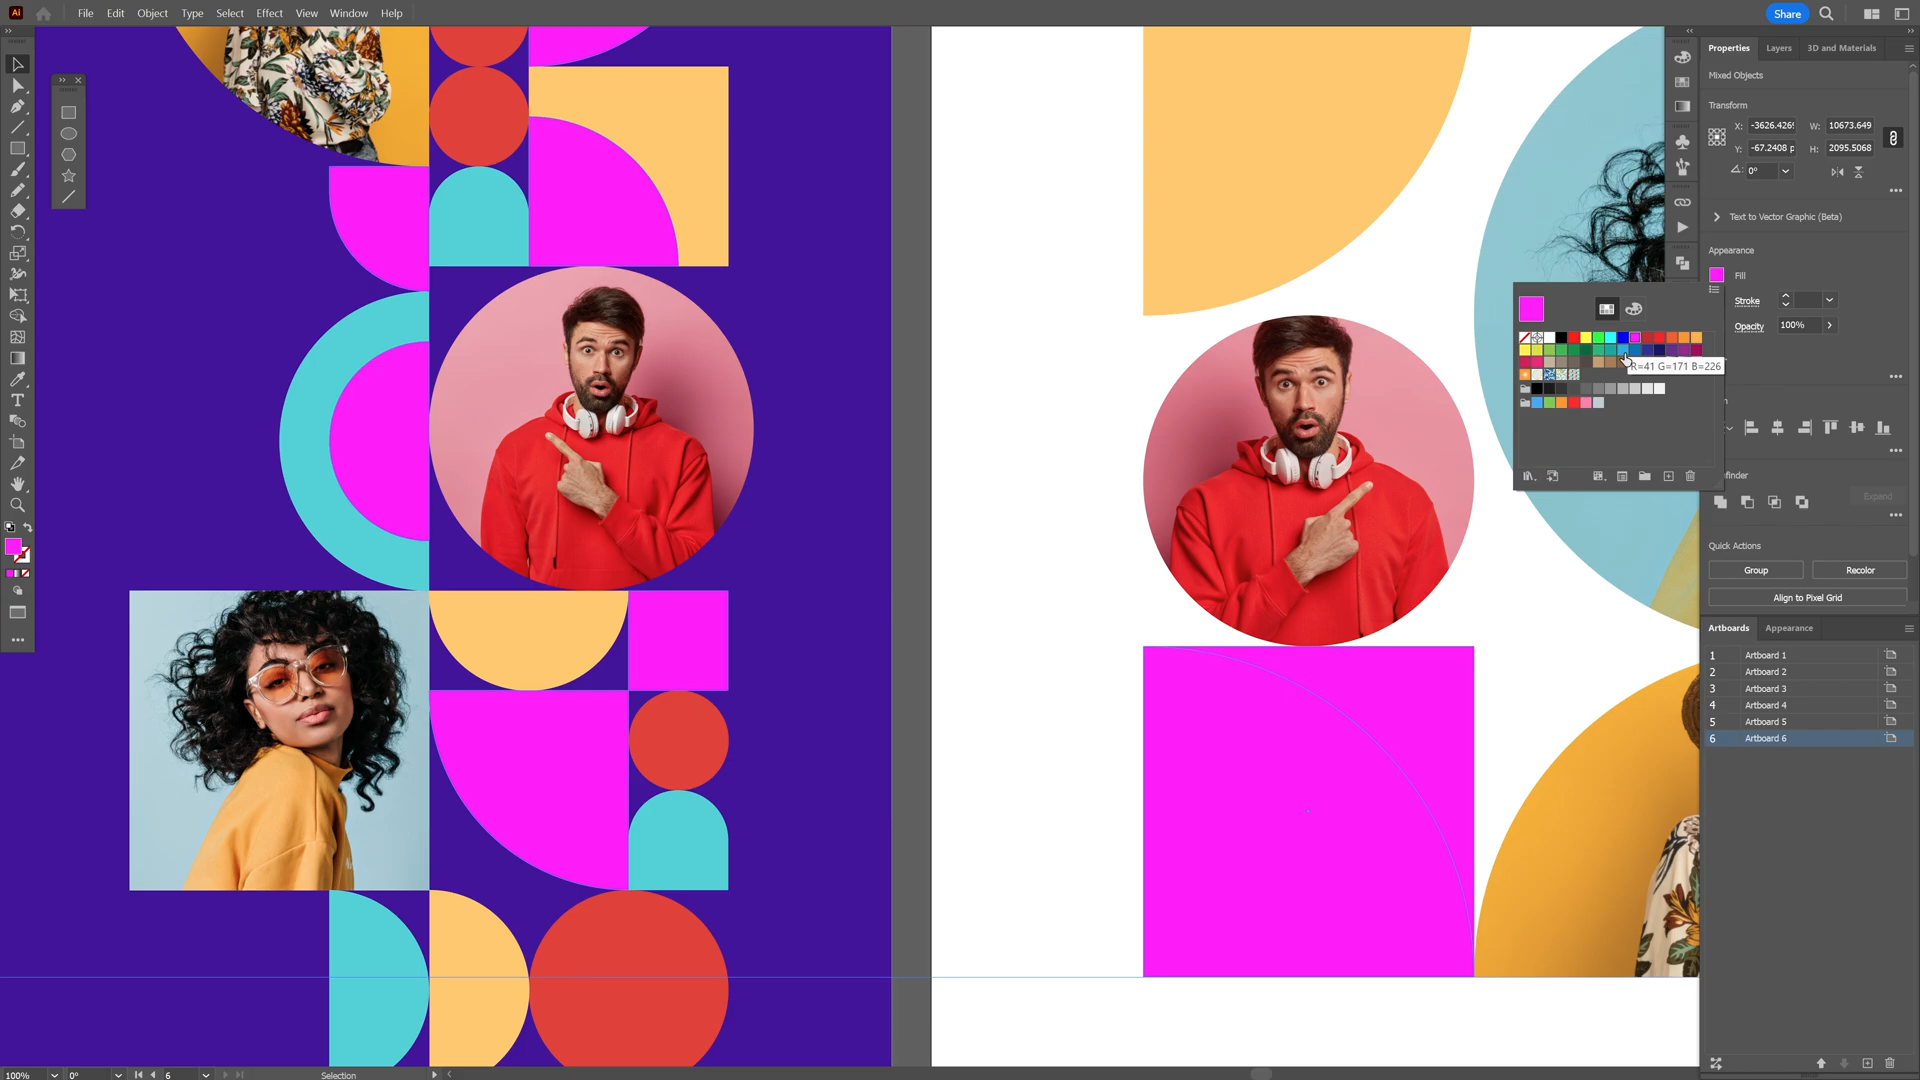 Ai File Edit Object Type Select Effect View Window Help Share
Properties Layers 3D and Materials
Mixed Objects
Transform
X: -3626.426 W: 10673.649
Y: -67.2408 p H: 2095.5068
0°
Text to Vector Graphic (Beta)
Appearance
Fill
Stroke
Opacity 100%
R=41 G=171 B=226
finder
Expand
Quick Actions
Group Recolor
Align to Pixel Grid
Artboards Appearance
1 Artboard 1
2 Artboard 2
3 Artboard 3
4 Artboard 4
5 Artboard 5
6 Artboard 6
100% 0° 6 Selection